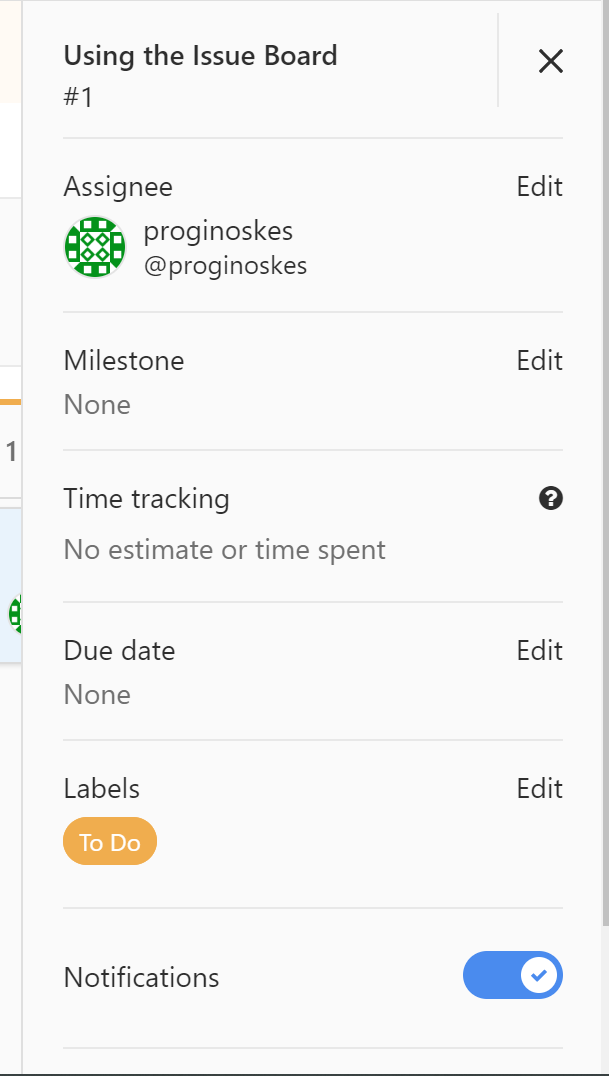 Using the Issue Board
#1
Assignee Edit
proginoskes
@proginoskes
Milestone Edit
None
1
Time tracking ?
No estimate or time spent
Due date Edit
None
Labels Edit
To Do
Notifications